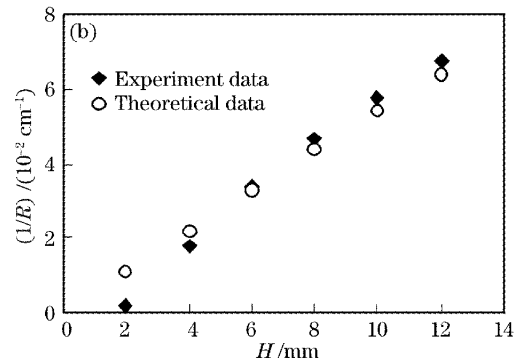 (b)
8
6
4
2
0
(1/R) /(10⁻² cm⁻¹)
Experiment data
Theoretical data
0 2 4 6 8 10 12 14
H /mm